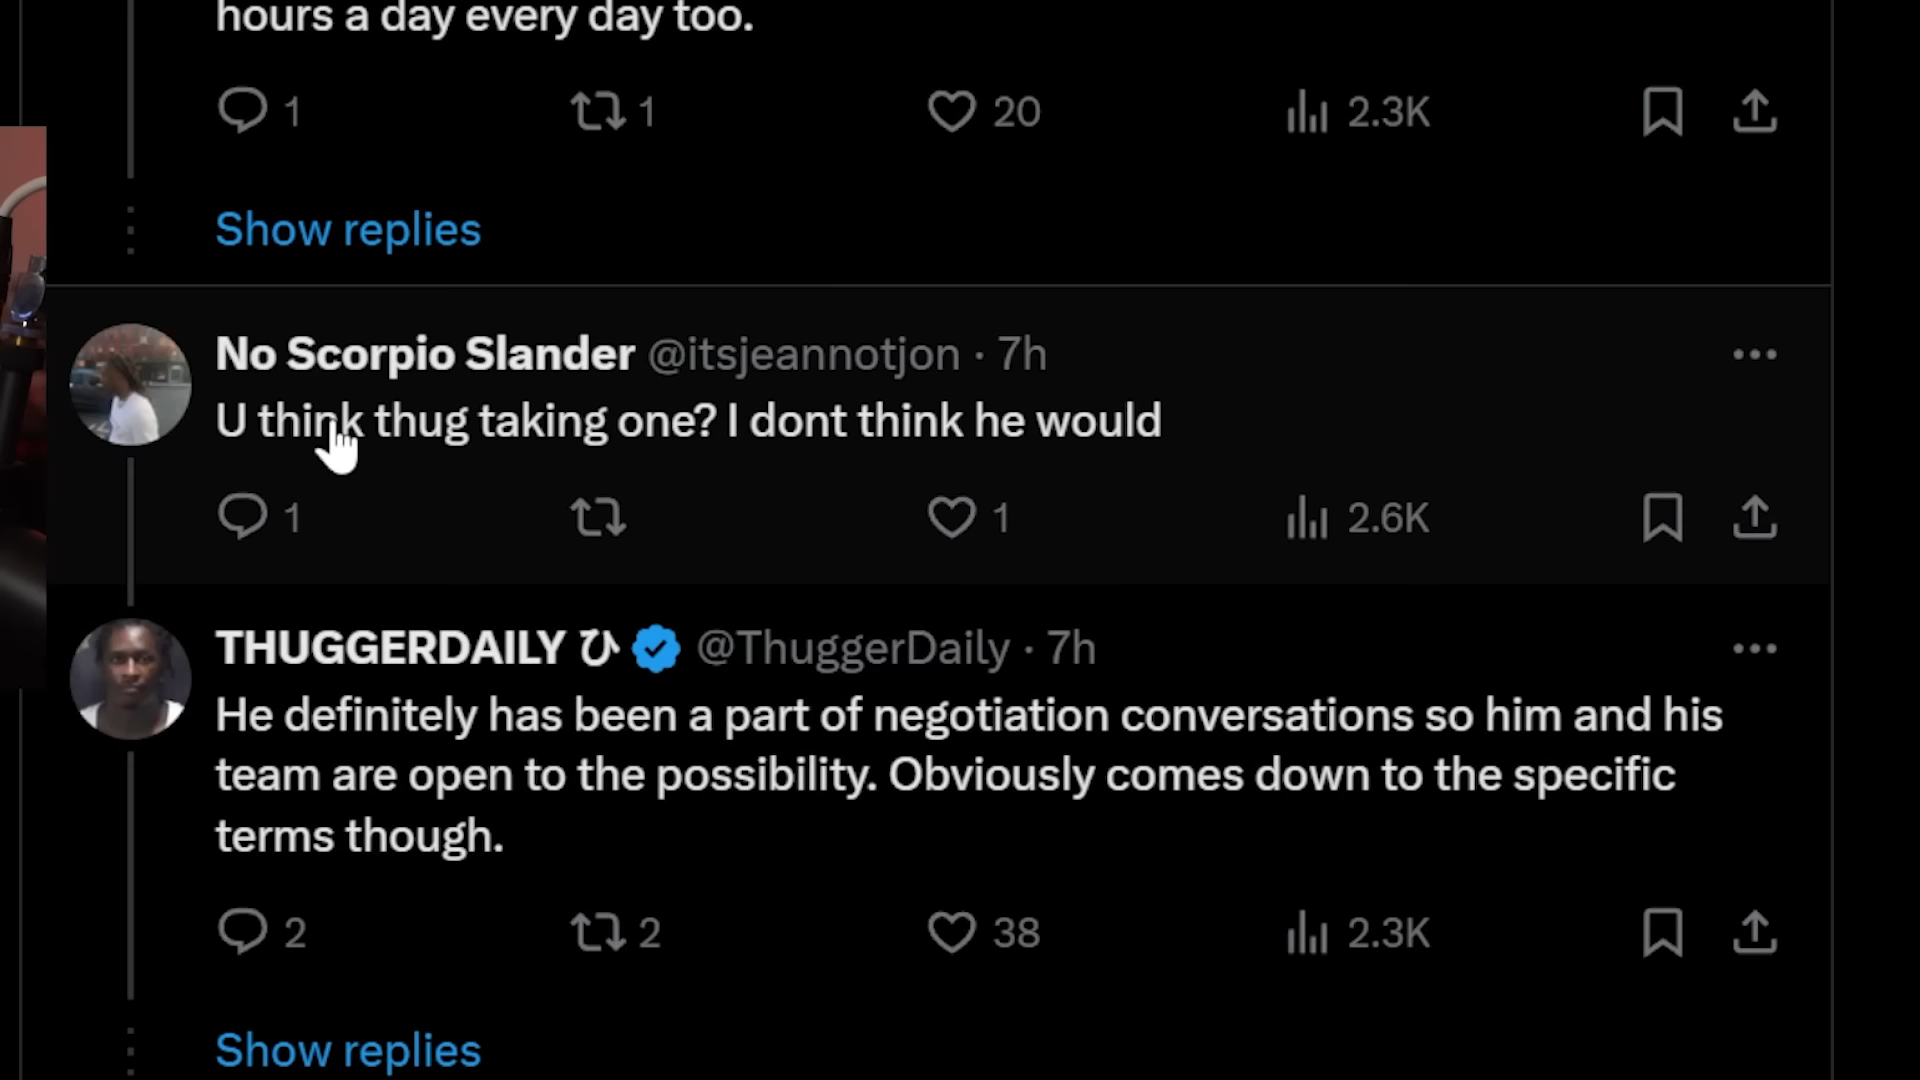 hours a day every day too.
1 1 20 2.3K
Show replies
No Scorpio Slander @itsjeannotjon · 7h
U think thug taking one? I dont think he would
1 1 2.6K
THUGGERDAILY ひ @ThuggerDaily · 7h
He definitely has been a part of negotiation conversations so him and his
team are open to the possibility. Obviously comes down to the specific
terms though.
2 2 38 2.3K
Show replies